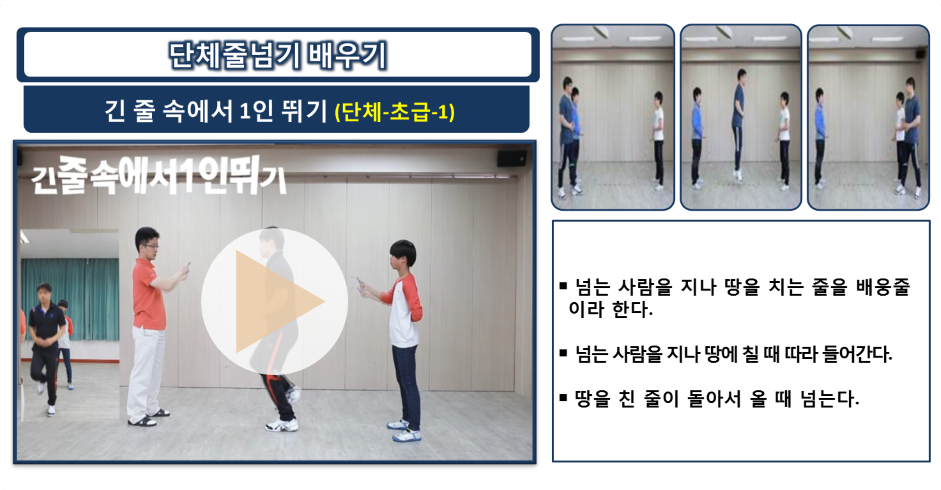 단체줄넘기 배우기
긴 줄 속에서 1인 뛰기 (단체-초급-1)
긴줄속에서1인뛰기
▪ 넘는 사람을 지나 땅을 치는 줄을 배웅줄
이라 한다.
▪ 넘는 사람을 지나 땅에 칠 때 따라 들어간다.
▪ 땅을 친 줄이 돌아서 올 때 넘는다.